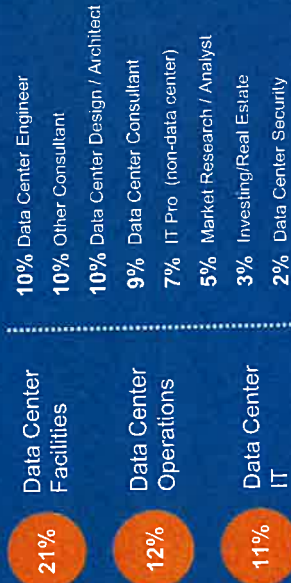 21%
Data Center
Facilities
12%
Data Center
Operations
11%
Data Center
IT
10% Data Center Engineer
10% Other Consultant
10% Data Center Design / Architect
9% Data Center Consultant
7% IT Pro (non-data center)
5% Market Research / Analyst
3% Investing/Real Estate
2% Data Center Security